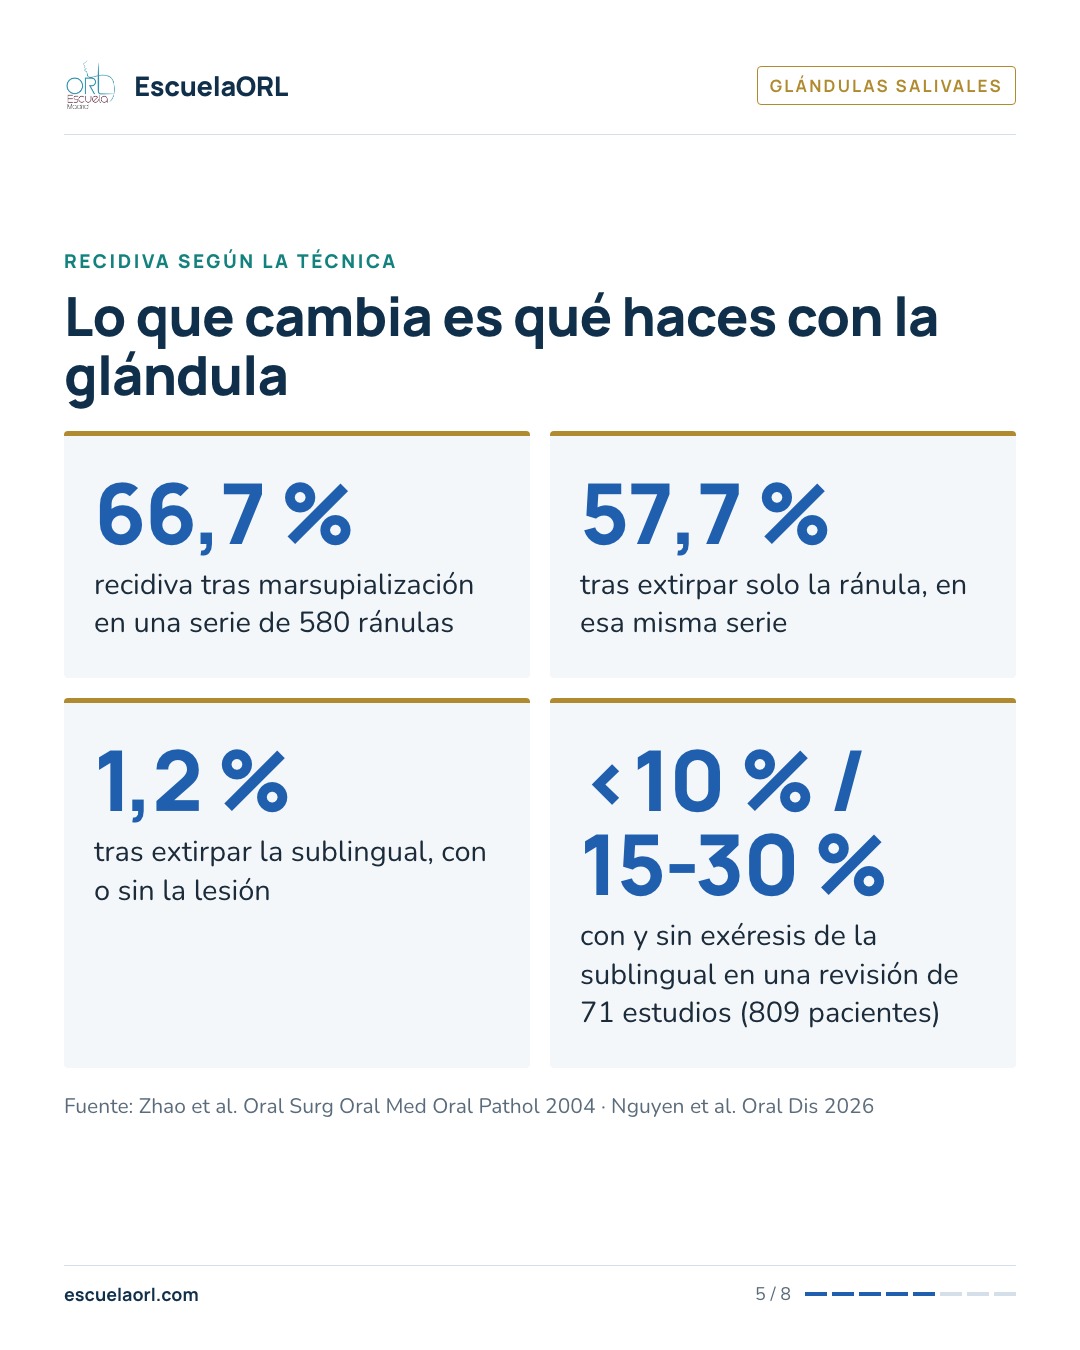 ORL
Escuela
Madrid
EscuelaORL
GLÁNDULAS SALIVALES
RECIDIVA SEGÚN LA TÉCNICA
Lo que cambia es qué haces con la
glándula
66,7 %
recidiva tras marsupialización
en una serie de 580 ránulas
57,7 %
tras extirpar solo la ránula, en
esa misma serie
1,2 %
tras extirpar la sublingual, con
o sin la lesión
<10 % /
15-30 %
con y sin exéresis de la
sublingual en una revisión de
71 estudios (809 pacientes)
Fuente: Zhao et al. Oral Surg Oral Med Oral Pathol 2004 · Nguyen et al. Oral Dis 2026
escuelaorl.com
5 / 8